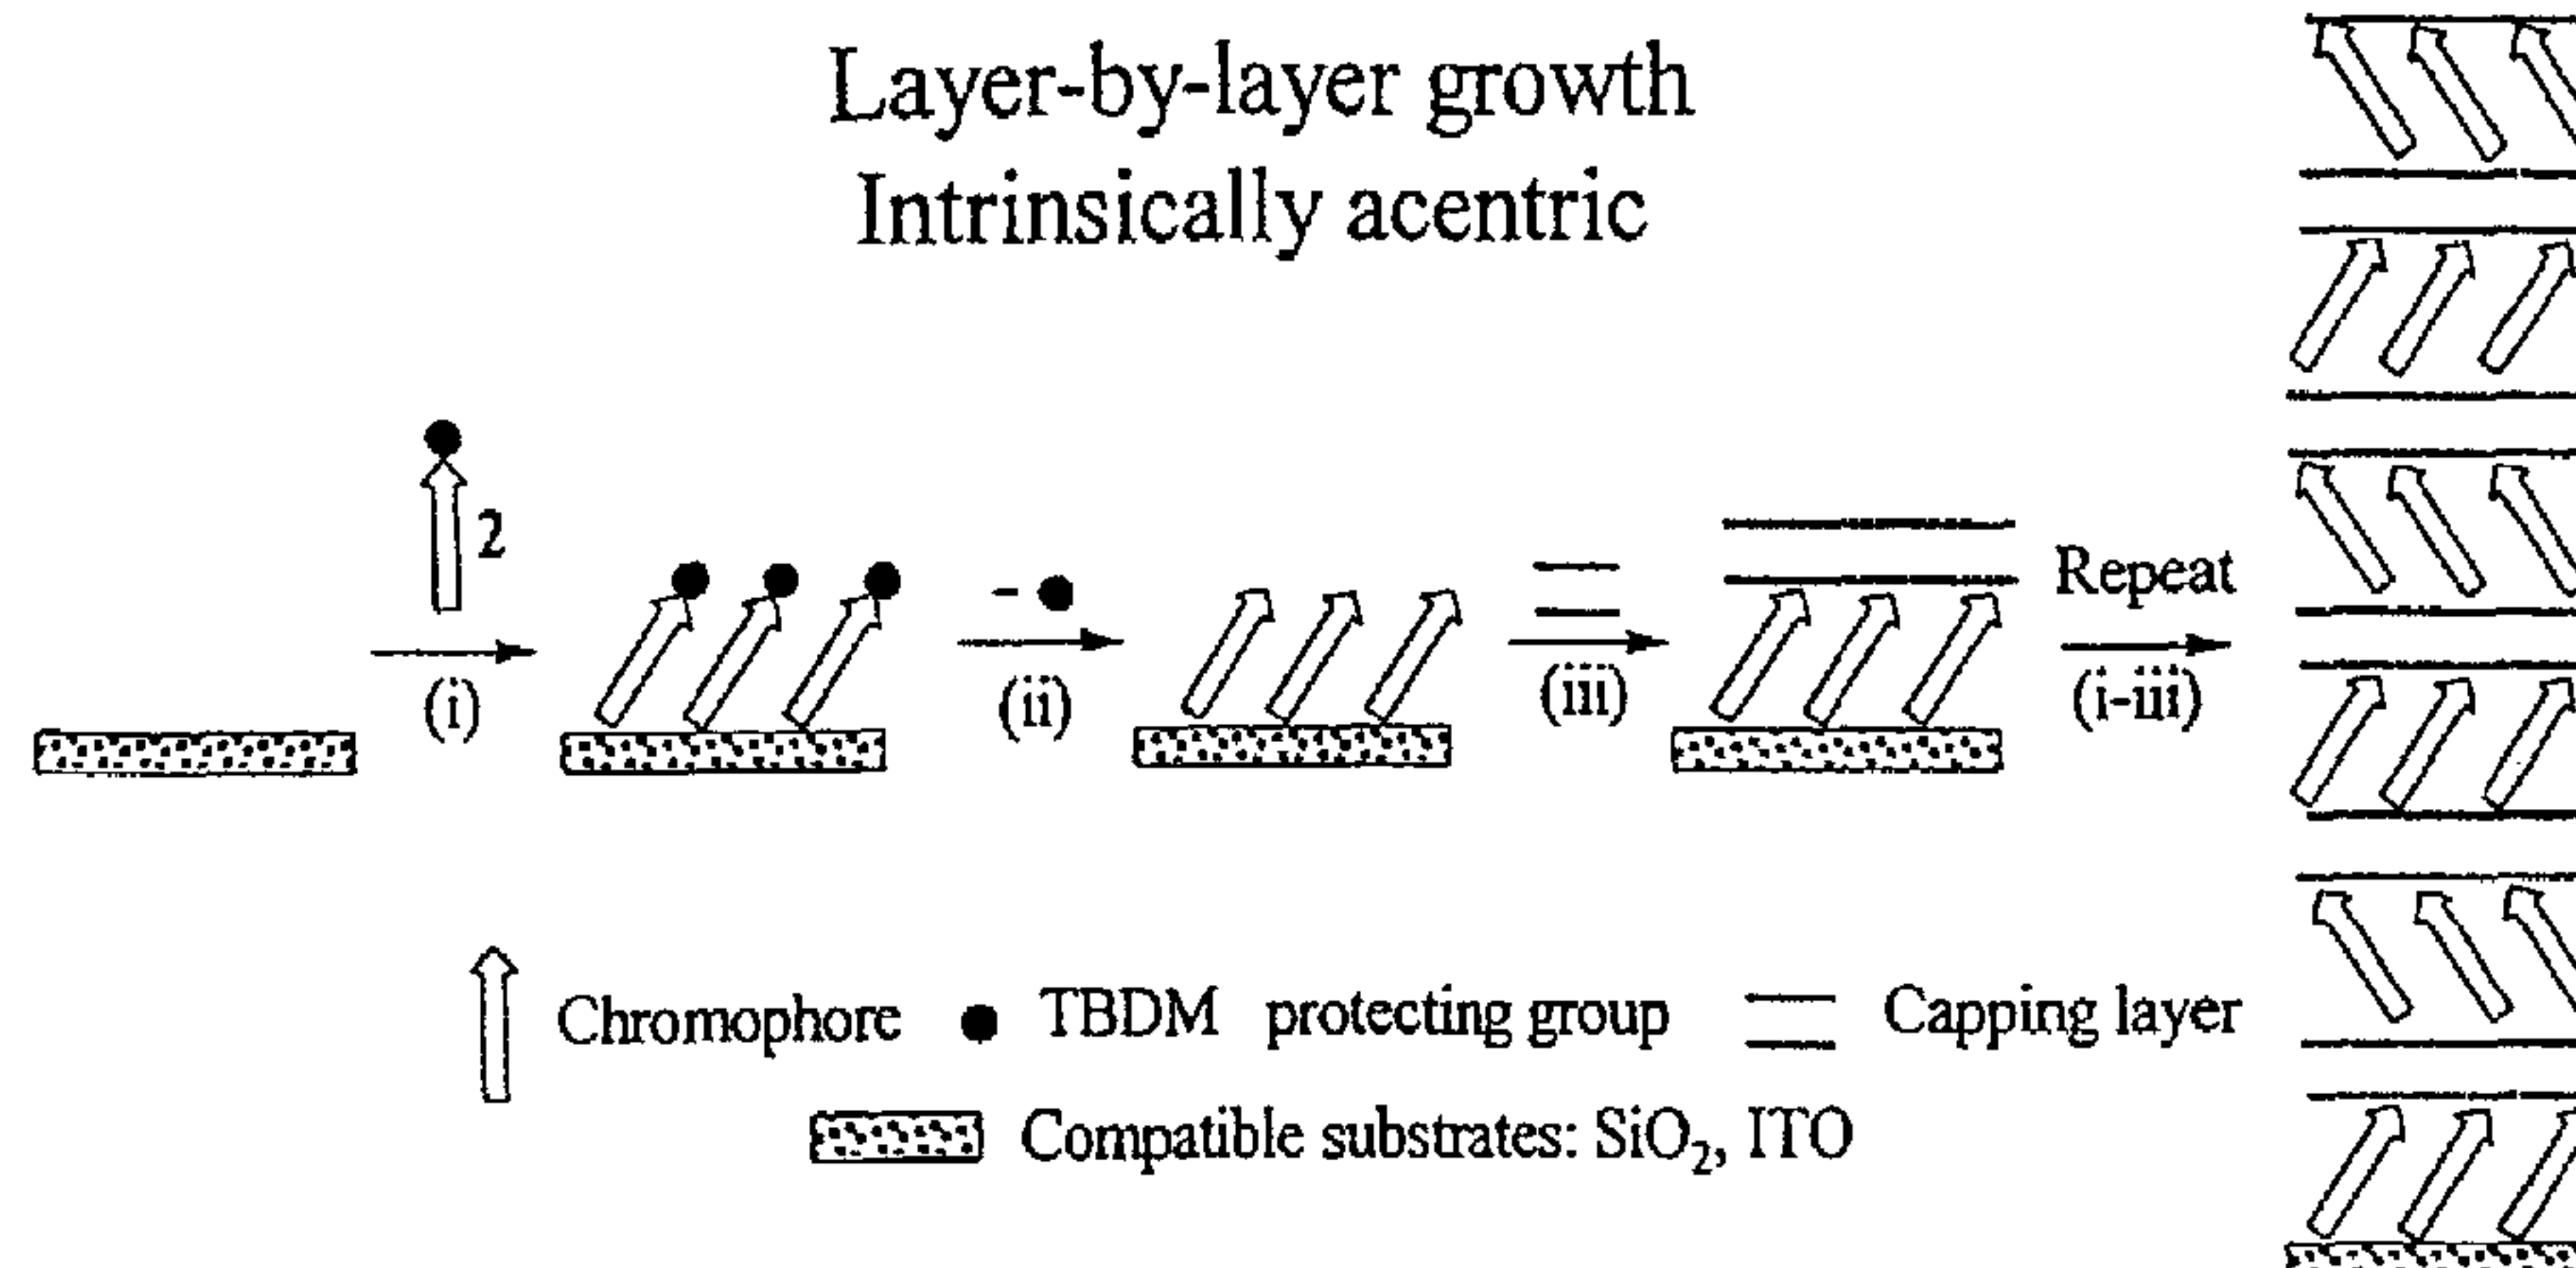 Layer-by-layer growth
Intrinsically acentric
2
(i)
-
(ii)
(iii)
Repeat
(i-iii)
Chromophore
TBDM protecting group
Capping layer
Compatible substrates: SiO₂, ITO